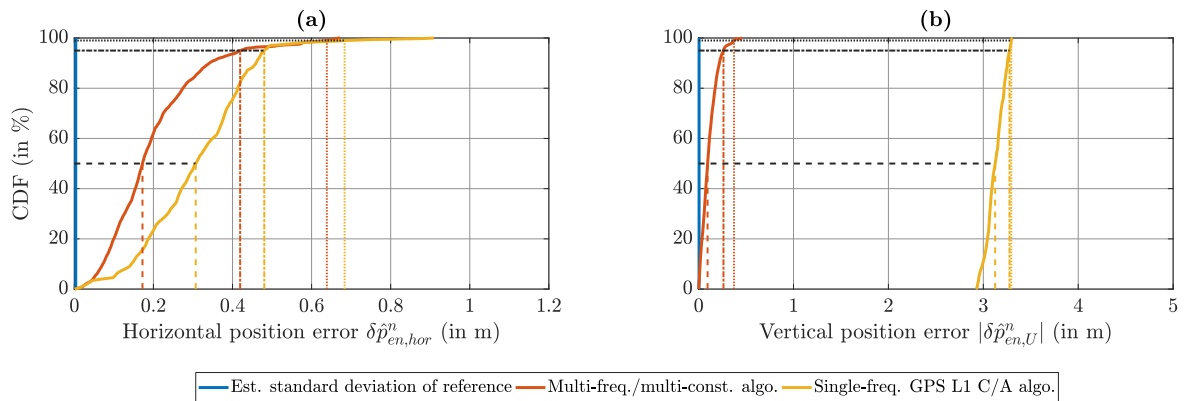 (a)
(b)
CDF (in %)
100
80
60
40
20
0
0 0.2 0.4 0.6 0.8 1 1.2
Horizontal position error δp̂ⁿₑₙ,ₕₒᵣ (in m)
100
80
60
40
20
0
0 1 2 3 4 5
Vertical position error |δp̂ⁿₑₙ,U| (in m)
Est. standard deviation of reference Multi-freq./multi-const. algo. Single-freq. GPS L1 C/A algo.